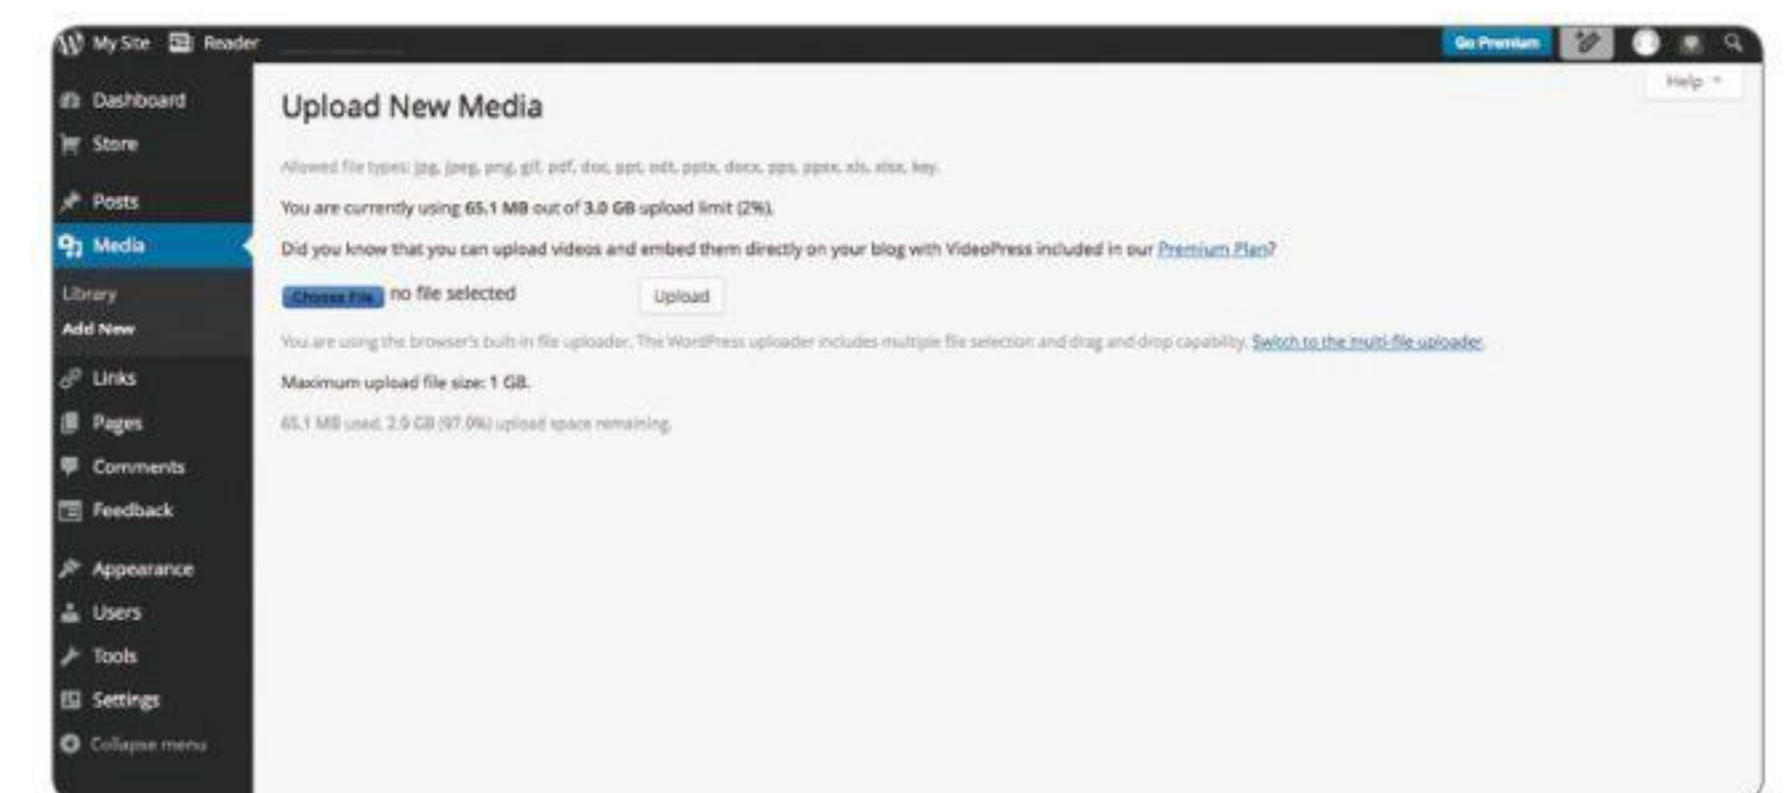 My Site Reader Go Premium
Help
Dashboard
Store
Posts
Media
Library
Add New
Links
Pages
Comments
Feedback
Appearance
Users
Tools
Settings
Collapse menu
Upload New Media
Allowed file types: jpg, jpeg, png, gif, pdf, doc, ppt, odt, pptx, docx, pps, ppsx, xls, xlsx, key.
You are currently using 65.1 MB out of 3.0 GB upload limit (2%).
Did you know that you can upload videos and embed them directly on your blog with VideoPress included in our Premium Plan?
Choose File no file selected Upload
You are using the browser's built-in file uploader. The WordPress uploader includes multiple file selection and drag and drop capability. Switch to the multi-file uploader.
Maximum upload file size: 1 GB.
65.1 MB used, 2.9 GB (97.9%) upload space remaining.